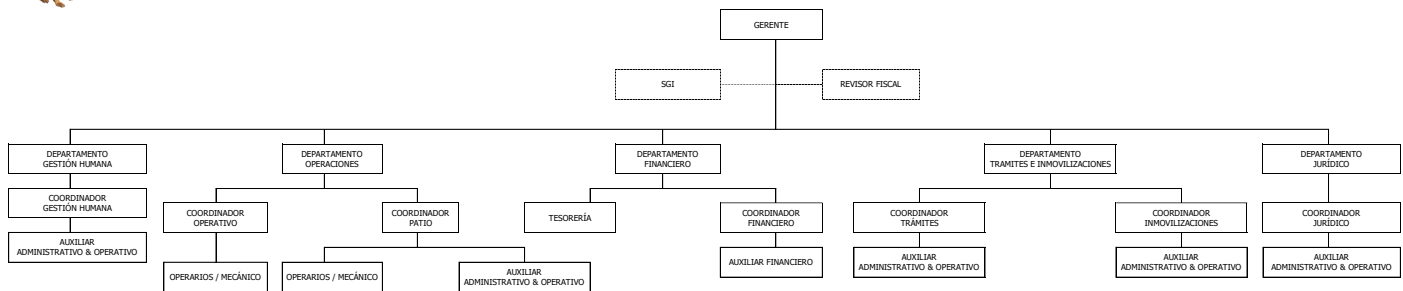 GERENTE
SGI
REVISOR FISCAL
DEPARTAMENTO
GESTIÓN HUMANA
DEPARTAMENTO
OPERACIONES
DEPARTAMENTO
FINANCIERO
DEPARTAMENTO
TRAMITES E INMOVILIZACIONES
DEPARTAMENTO
JURÍDICO
COORDINADOR
GESTIÓN HUMANA
COORDINADOR
OPERATIVO
COORDINADOR
PATIO
TESORERÍA
COORDINADOR
FINANCIERO
COORDINADOR
TRÁMITES
COORDINADOR
INMOVILIZACIONES
COORDINADOR
JURÍDICO
AUXILIAR
ADMINISTRATIVO & OPERATIVO
OPERARIOS / MECÁNICO
OPERARIOS / MECÁNICO
AUXILIAR
ADMINISTRATIVO & OPERATIVO
AUXILIAR FINANCIERO
AUXILIAR
ADMINISTRATIVO & OPERATIVO
AUXILIAR
ADMINISTRATIVO & OPERATIVO
AUXILIAR
ADMINISTRATIVO & OPERATIVO